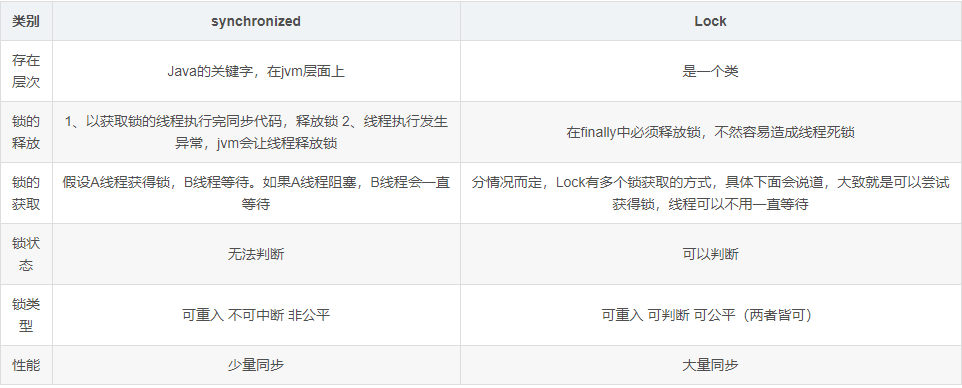 类别 synchronized Lock
存在
层次
Java的关键字，在jvm层面上
是一个类
锁的
释放
1、以获取锁的线程执行完同步代码，释放锁 2、线程执行发生
异常，jvm会让线程释放锁
在finally中必须释放锁，不然容易造成线程死锁
锁的
获取
假设A线程获得锁，B线程等待。如果A线程阻塞，B线程会一直
等待
分情况而定，Lock有多个锁获取的方式，具体下面会说道，大致就是可以尝试
获得锁，线程可以不用一直等待
锁状
态
无法判断
可以判断
锁类
型
可重入 不可中断 非公平
可重入 可判断 可公平（两者皆可）
性能 少量同步 大量同步